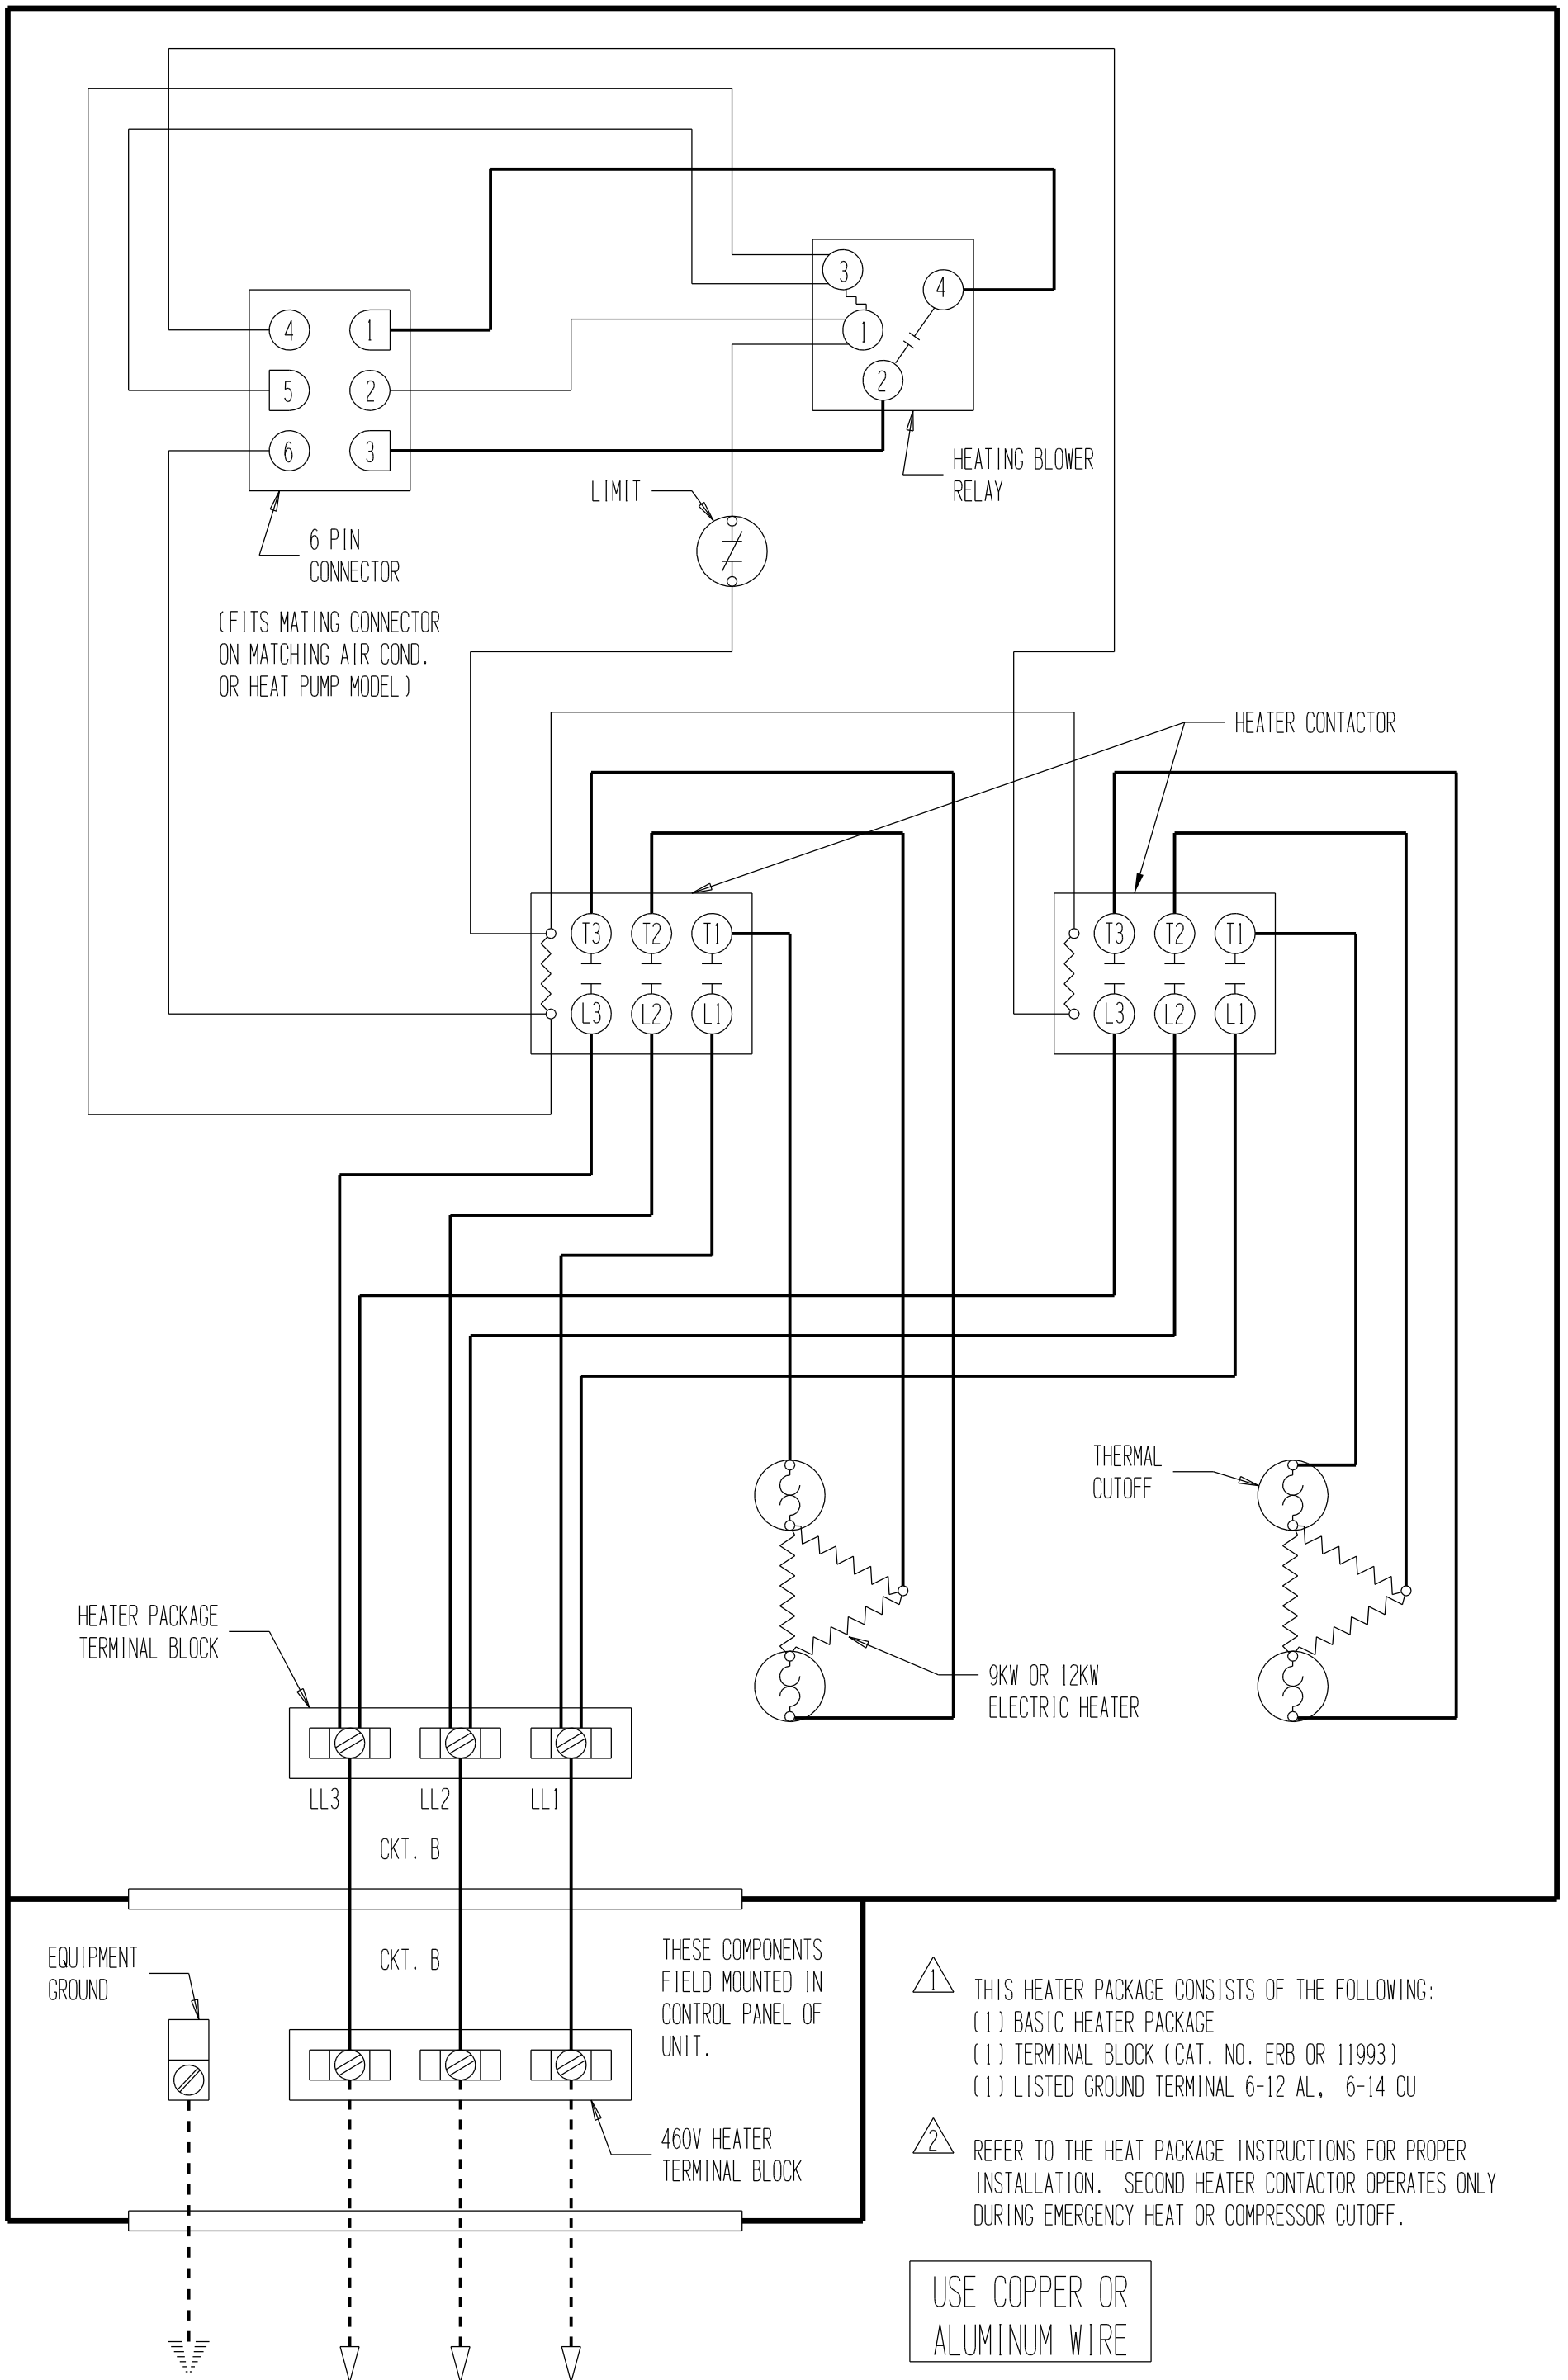 3
4
4
1
1
5
2
2
6
3
HEATING BLOWER
RELAY
LIMIT
6 PIN
CONNECTOR
(FITS MATING CONNECTOR
ON MATCHING AIR COND.
OR HEAT PUMP MODEL)
HEATER CONTACTOR
T3 T2 T1
T3 T2 T1
L3 L2 L1
L3 L2 L1
THERMAL
CUTOFF
HEATER PACKAGE
TERMINAL BLOCK
9KW OR 12KW
ELECTRIC HEATER
LL3 LL2 LL1
CKT. B
EQUIPMENT
GROUND
CKT. B
THESE COMPONENTS
FIELD MOUNTED IN
CONTROL PANEL OF
UNIT.
460V HEATER
TERMINAL BLOCK
1 THIS HEATER PACKAGE CONSISTS OF THE FOLLOWING:
(1) BASIC HEATER PACKAGE
(1) TERMINAL BLOCK (CAT. NO. ERB OR 11993)
(1) LISTED GROUND TERMINAL 6-12 AL, 6-14 CU
2 REFER TO THE HEAT PACKAGE INSTRUCTIONS FOR PROPER
INSTALLATION. SECOND HEATER CONTACTOR OPERATES ONLY
DURING EMERGENCY HEAT OR COMPRESSOR CUTOFF.
USE COPPER OR
ALUMINUM WIRE